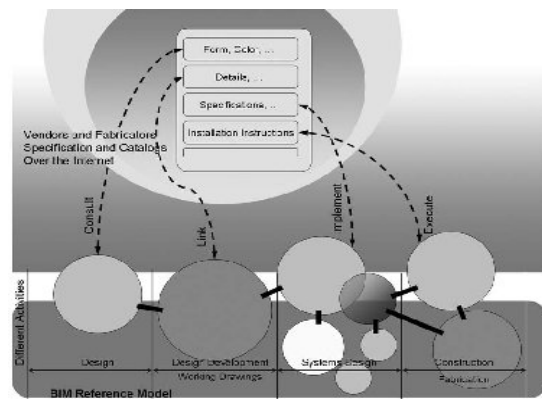 Form, Color, ...
Details, ...
Specifications, ..
Installation Instructions
Vendors and Fabricators
Specification and Catalogs
Over the Internet
Consult
Link
Implement
Execute
Different Activities
Design
Design Development
Systems Design
Construction
Working Drawings
Fabrication
BIM Reference Model